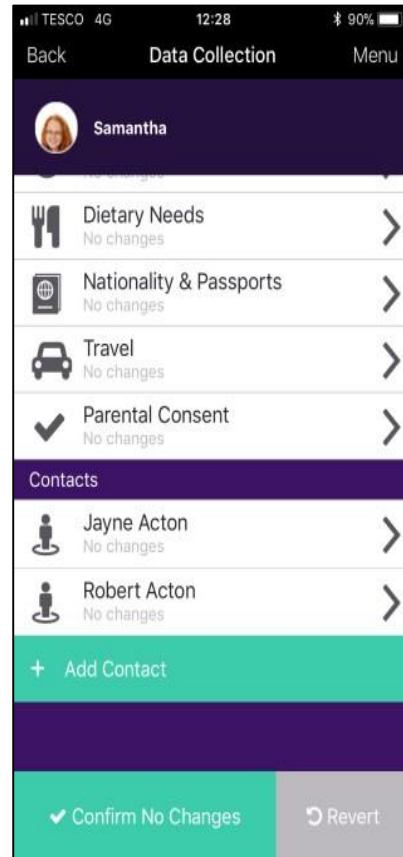 TESCO 4G 12:28 90%
Back Data Collection Menu
Samantha
No changes
Dietary Needs
No changes
Nationality & Passports
No changes
Travel
No changes
Parental Consent
No changes
Contacts
Jayne Acton
No changes
Robert Acton
No changes
+ Add Contact
Confirm No Changes Revert